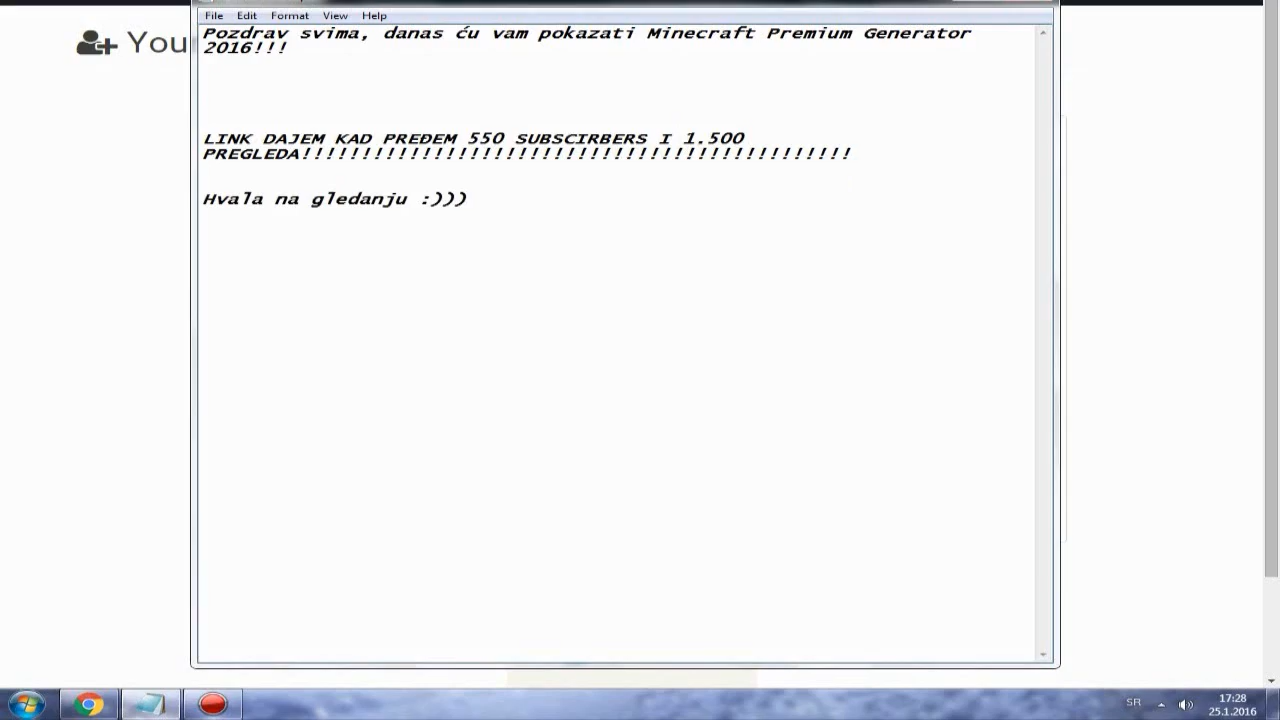 File Edit Format View Help
You
Pozdrav svima, danas ću vam pokazati Minecraft Premium Generator
2016!!!
LINK DAJEM KAD PREĐEM 550 SUBSCIRBERS I 1.500
PREGLEDA!!!!!!!!!!!!!!!!!!!!!!!!!!!!!!!!!!!!!!!!!!!!!!
Hvala na gledanju :)))
SR
17:28
25.1.2016